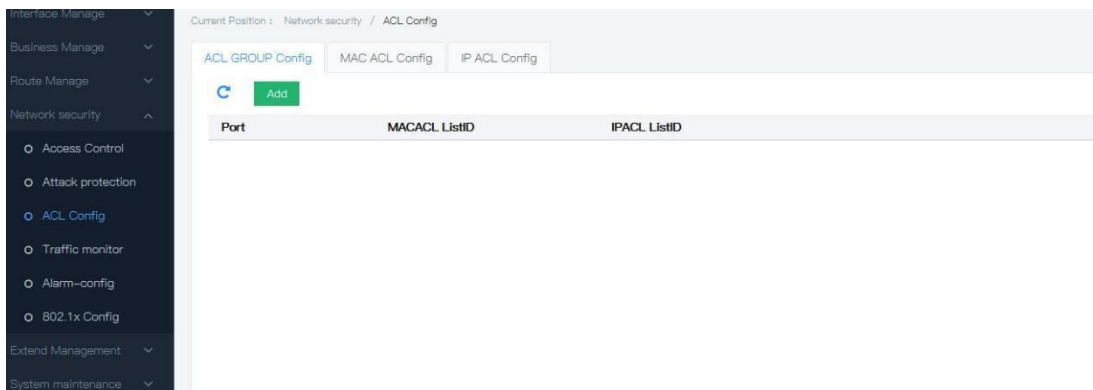 Interface Manage
Business Manage
Route Manage
Network security
Access Control
Attack protection
ACL Config
Traffic monitor
Alarm-config
802.1x Config
Extend Management
System maintenance
Current Position : Network security / ACL Config
ACL GROUP Config MAC ACL Config IP ACL Config
Add
Port MACACL ListID IPACL ListID